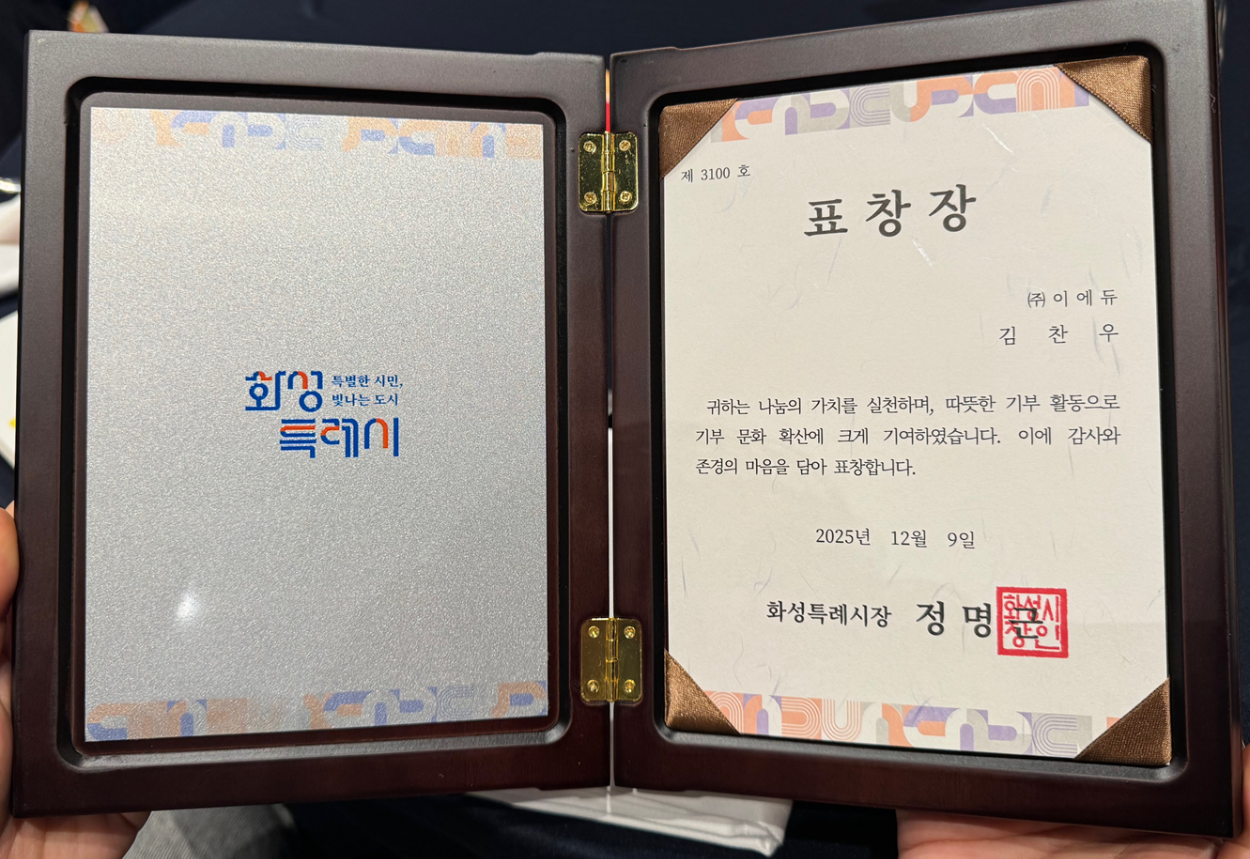 화성 특별한 시민,
빛나는 도시
특례시
제 3100 호
표창장
㈜이에듀
김찬우
귀하는 나눔의 가치를 실천하며, 따뜻한 기부 활동으로
기부 문화 확산에 크게 기여하였습니다. 이에 감사와
존경의 마음을 담아 표창합니다.
2025년 12월 9일
화성특례시장 정명근
화성시
장인